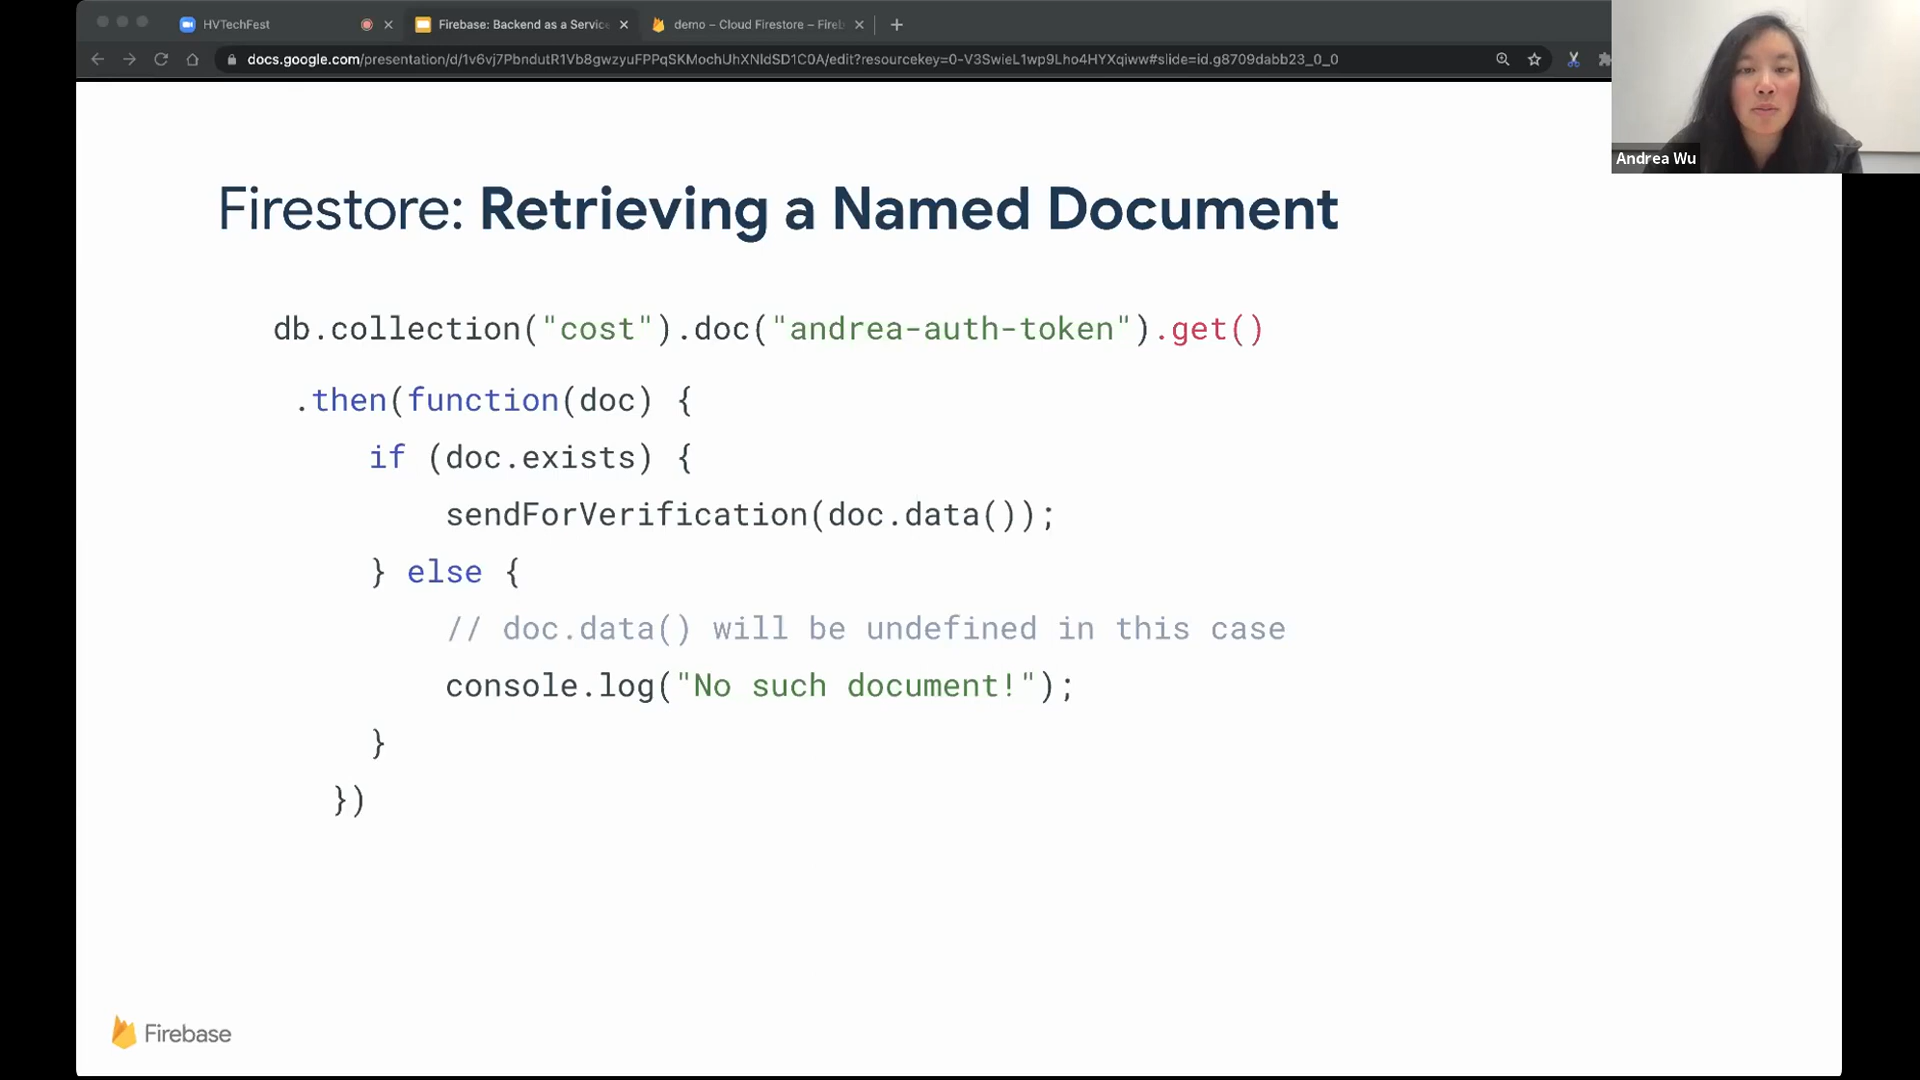 HVTechFest
Firebase: Backend as a Servic
demo – Cloud Firestore – Fireb
docs.google.com/presentation/d/1v6vj7PbndutR1Vb8gwzyuFPPqSKMochUhXNldSD1C0A/edit?resourcekey=0-V3SwieL1wp9Lho4HYXqiww#slide=id.g8709dabb23_0_0
Andrea Wu
Firestore: Retrieving a Named Document
db.collection("cost").doc("andrea-auth-token").get()
.then(function(doc) {
if (doc.exists) {
sendForVerification(doc.data());
} else {
// doc.data() will be undefined in this case
console.log("No such document!");
}
})
Firebase